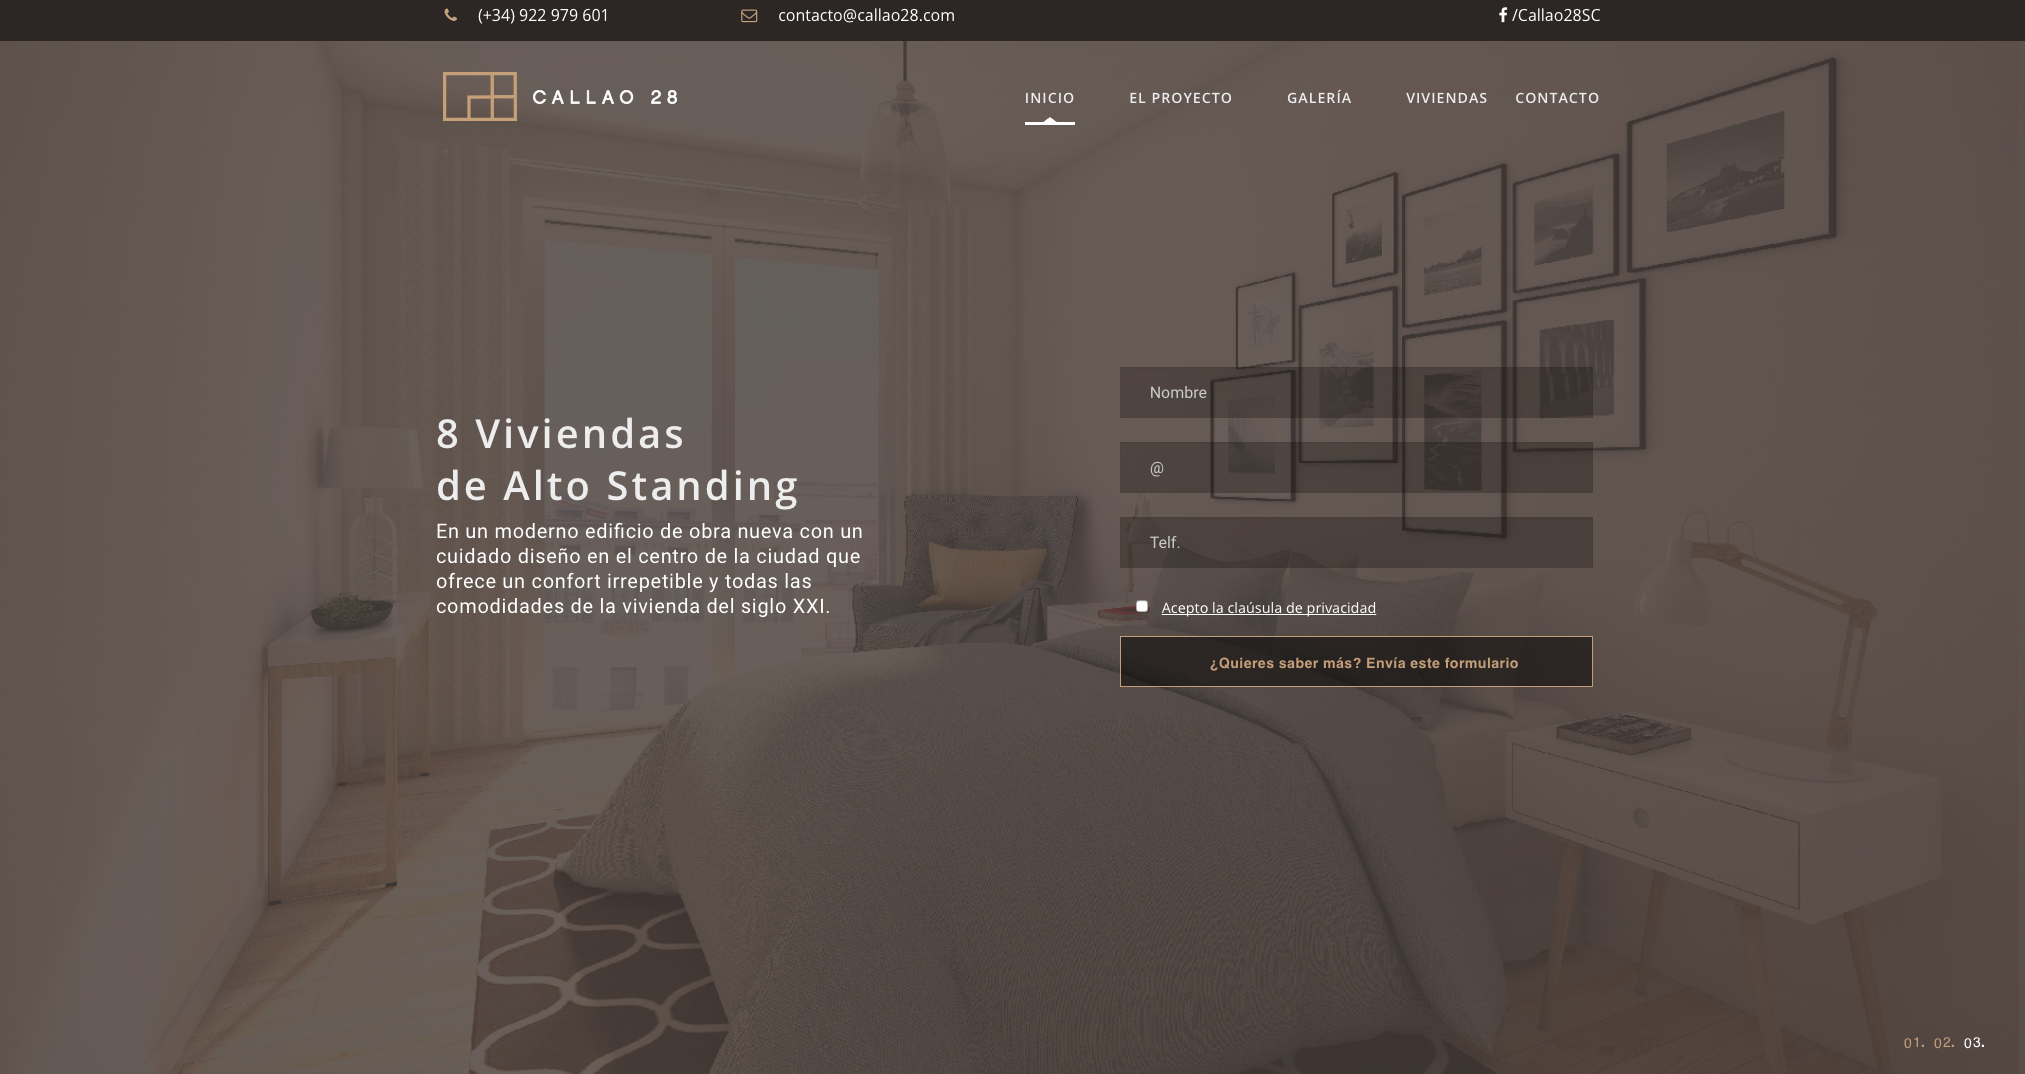 (+34) 922 979 601
contacto@callao28.com
/Callao28SC
CALLAO 28
INICIO
EL PROYECTO
GALERÍA
VIVIENDAS
CONTACTO
8 Viviendas
de Alto Standing
En un moderno edificio de obra nueva con un
cuidado diseño en el centro de la ciudad que
ofrece un confort irrepetible y todas las
comodidades de la vivienda del siglo XXI.
Nombre
@
Telf.
Acepto la claúsula de privacidad
¿Quieres saber más? Envía este formulario
01. 02. 03.